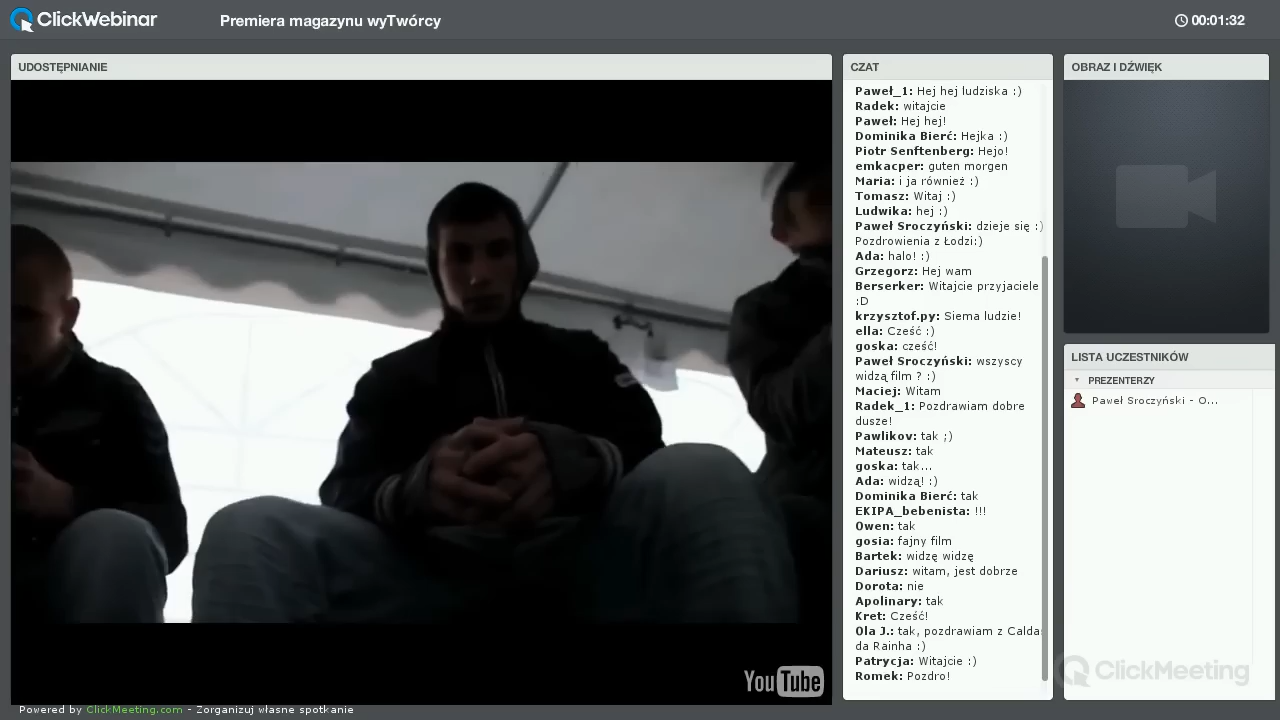 ClickWebinar
Premiera magazynu wyTwórcy
00:01:32
UDOSTĘPNIANIE
YouTube
Powered by ClickMeeting.com - Zorganizuj własne spotkanie
CZAT
Paweł_1: Hej hej ludziska :)
Radek: witajcie
Paweł: Hej hej!
Dominika Bierć: Hejka :)
Piotr Senftenberg: Hejo!
emkacper: guten morgen
Maria: i ja również :)
Tomasz: Witaj :)
Ludwika: hej :)
Paweł Sroczyński: dzieje się :)
Pozdrowienia z Łodzi:)
Ada: halo! :)
Grzegorz: Hej wam
Berserker: Witajcie przyjaciele
:D
krzysztof.py: Siema ludzie!
ella: Cześć :)
goska: cześć!
Paweł Sroczyński: wszyscy
widzą film ? :)
Maciej: Witam
Radek_1: Pozdrawiam dobre
dusze!
Pawlikov: tak ;)
Mateusz: tak
goska: tak...
Ada: widzą! :)
Dominika Bierć: tak
EKIPA_bebenista: !!!
Owen: tak
gosia: fajny film
Bartek: widzę widzę
Dariusz: witam, jest dobrze
Dorota: nie
Apolinary: tak
Kret: Cześć!
Ola J.: tak, pozdrawiam z Calda
da Rainha :)
Patrycja: Witajcie :)
Romek: Pozdro!
OBRAZ I DŹWIĘK
LISTA UCZESTNIKÓW
PREZENTERZY
Paweł Sroczyński - O...
ClickMeeting